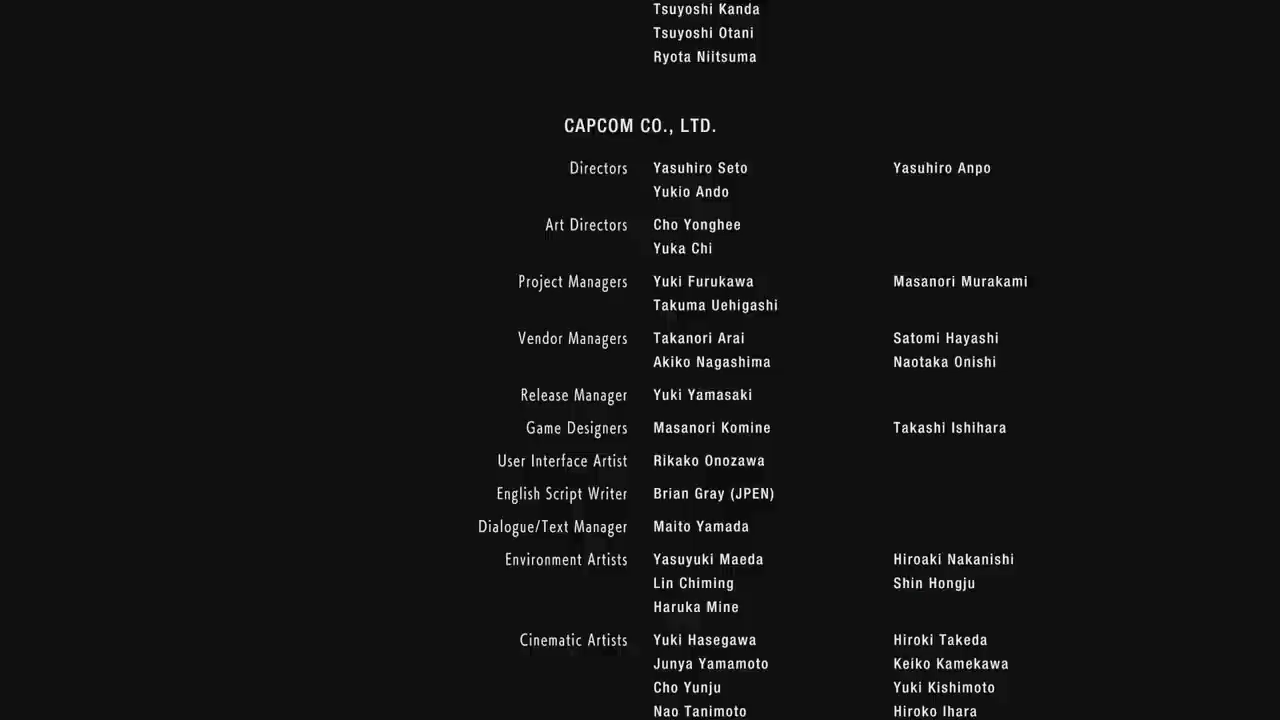 Tsuyoshi Kanda
Tsuyoshi Otani
Ryota Niitsuma
CAPCOM CO., LTD.
Directors Yasuhiro Seto Yasuhiro Anpo
Yukio Ando
Art Directors Cho Yonghee
Yuka Chi
Project Managers Yuki Furukawa Masanori Murakami
Takuma Uehigashi
Vendor Managers Takanori Arai Satomi Hayashi
Akiko Nagashima Naotaka Onishi
Release Manager Yuki Yamasaki
Game Designers Masanori Komine Takashi Ishihara
User Interface Artist Rikako Onozawa
English Script Writer Brian Gray (JPEN)
Dialogue/Text Manager Maito Yamada
Environment Artists Yasuyuki Maeda Hiroaki Nakanishi
Lin Chiming Shin Hongju
Haruka Mine
Cinematic Artists Yuki Hasegawa Hiroki Takeda
Junya Yamamoto Keiko Kamekawa
Cho Yunju Yuki Kishimoto
Nao Tanimoto Hiroko Ihara